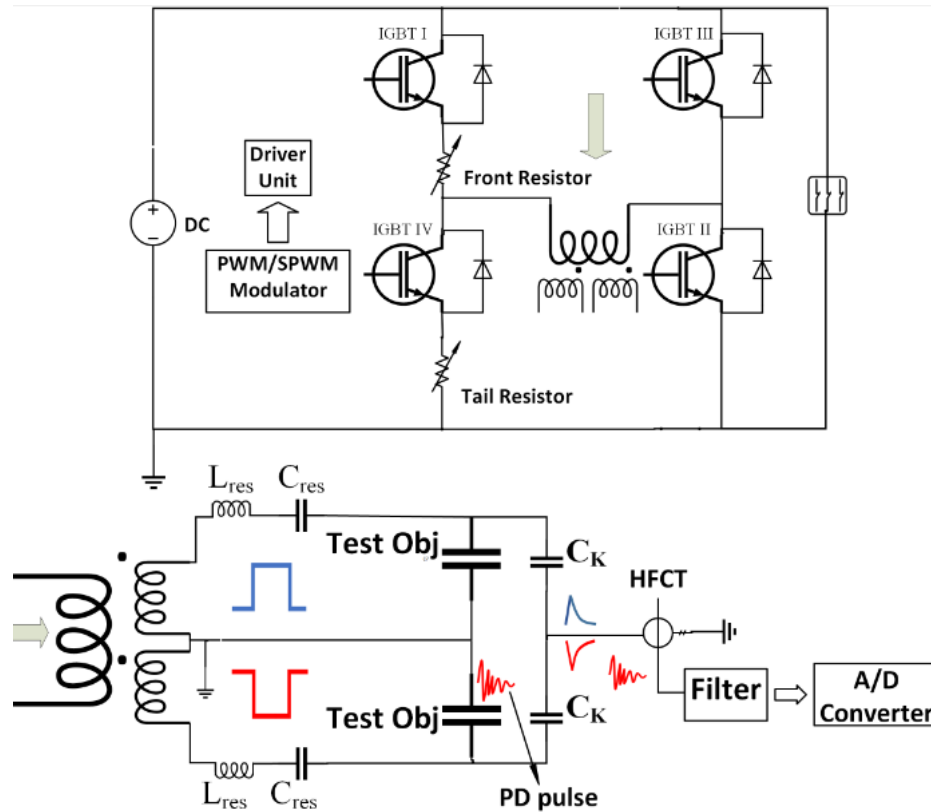 IGBT I
IGBT III
Driver
Unit
Front Resistor
+
−
DC
IGBT IV
IGBT II
PWM/SPWM
Modulator
Tail Resistor
Lres
Cres
Test Obj
CK
HFCT
Filter
A/D
Converter
Test Obj
CK
Lres
Cres
PD pulse